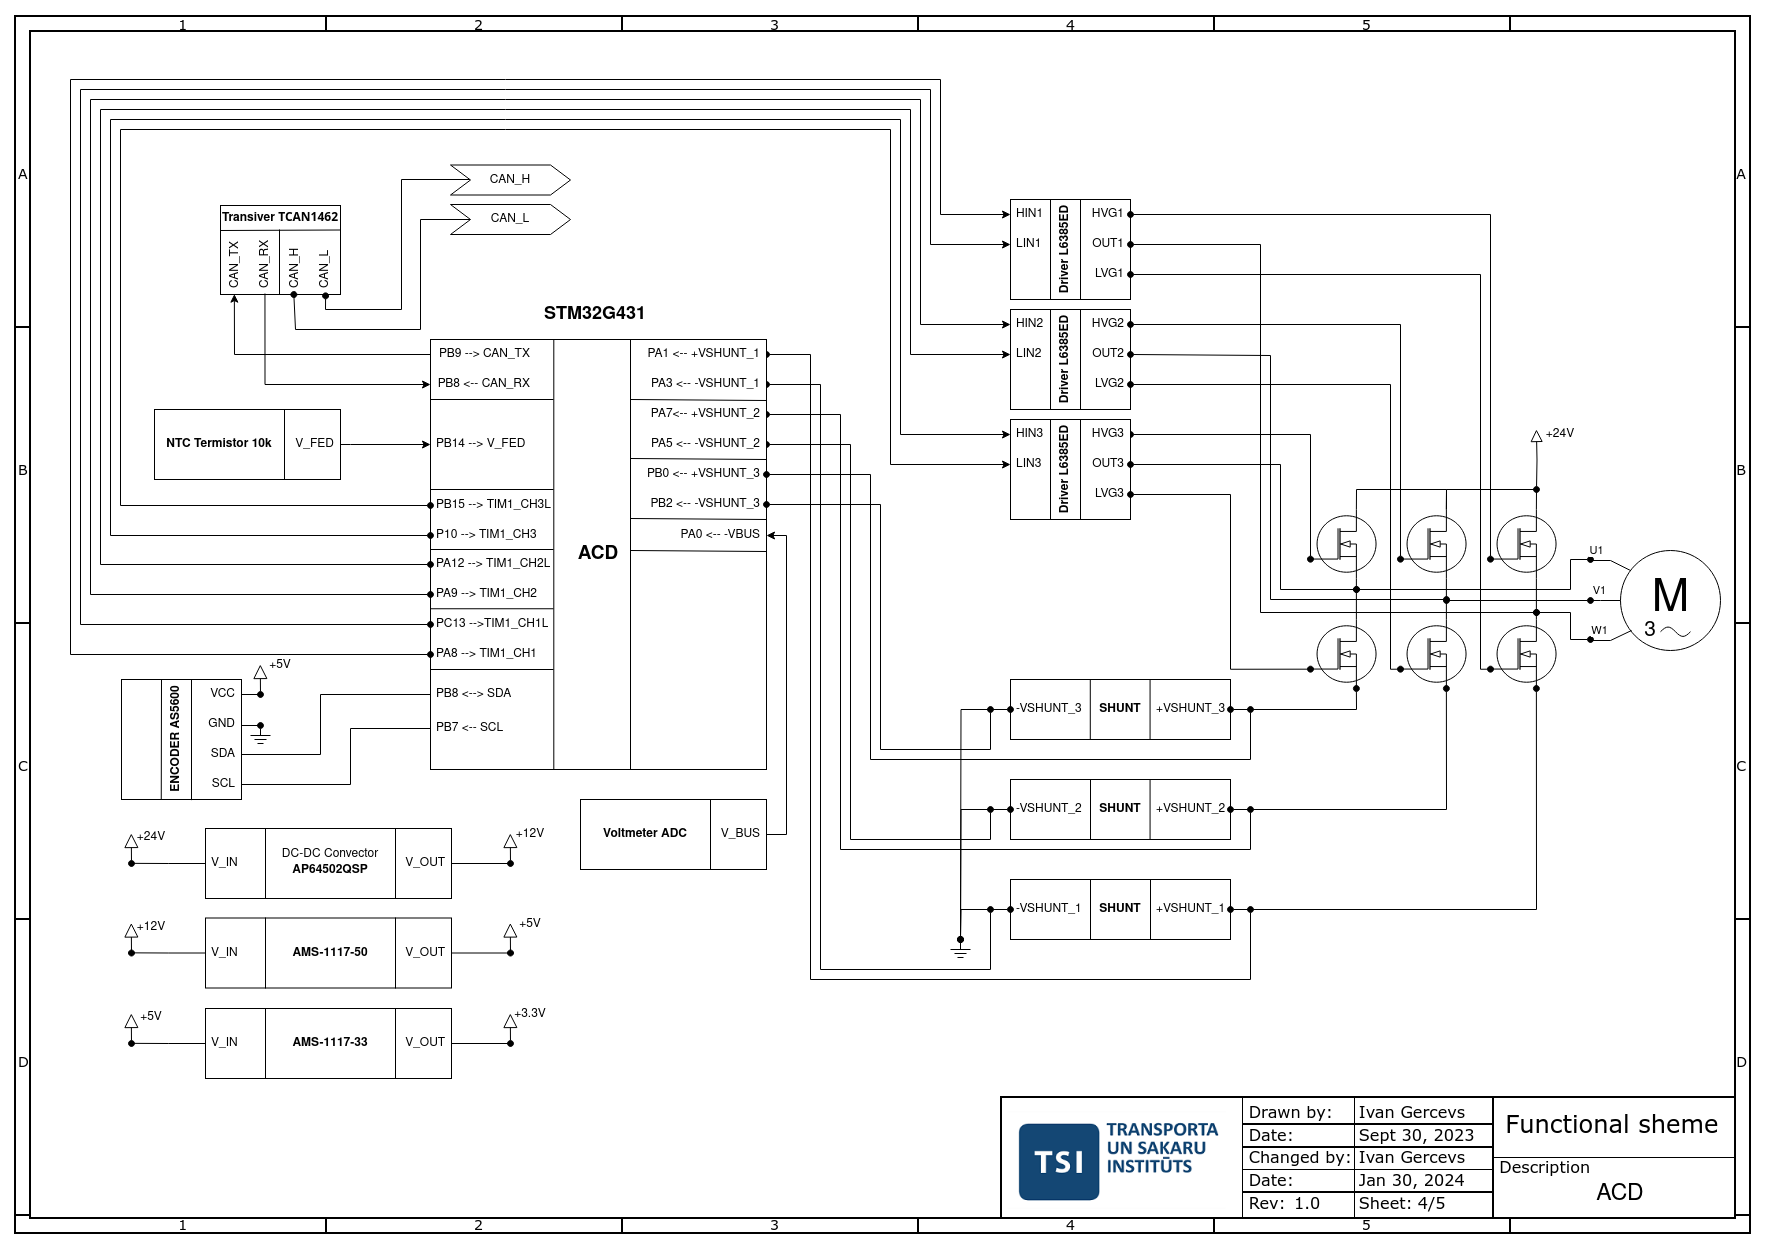 1 2 3 4 5
A A
B B
C C
D D
CAN_H
CAN_L
Transiver TCAN1462
CAN_TX
CAN_RX
CAN_H
CAN_L
STM32G431
ACD
PB9 --> CAN_TX
PB8 <-- CAN_RX
PB14 --> V_FED
PB15 --> TIM1_CH3L
P10 --> TIM1_CH3
PA12 --> TIM1_CH2L
PA9 --> TIM1_CH2
PC13 -->TIM1_CH1L
PA8 --> TIM1_CH1
PB8 <--> SDA
PB7 <-- SCL
PA1 <-- +VSHUNT_1
PA3 <-- -VSHUNT_1
PA7<-- +VSHUNT_2
PA5 <-- -VSHUNT_2
PB0 <-- +VSHUNT_3
PB2 <-- -VSHUNT_3
PA0 <-- -VBUS
NTC Termistor 10k
V_FED
ENCODER AS5600
VCC
GND
SDA
SCL
+5V
Voltmeter ADC
V_BUS
+24V
V_IN
DC-DC Convector
AP64502QSP
V_OUT
+12V
+12V
V_IN
AMS-1117-50
V_OUT
+5V
+5V
V_IN
AMS-1117-33
V_OUT
+3.3V
HIN1
LIN1
Driver L6385ED
HVG1
OUT1
LVG1
HIN2
LIN2
Driver L6385ED
HVG2
OUT2
LVG2
HIN3
LIN3
Driver L6385ED
HVG3
OUT3
LVG3
+24V
U1
V1
W1
M
3
-VSHUNT_3 SHUNT +VSHUNT_3
-VSHUNT_2 SHUNT +VSHUNT_2
-VSHUNT_1 SHUNT +VSHUNT_1
TSI
TRANSPORTA
UN SAKARU
INSTITŪTS
Drawn by: Ivan Gercevs
Date: Sept 30, 2023
Changed by: Ivan Gercevs
Date: Jan 30, 2024
Rev: 1.0 Sheet: 4/5
Functional sheme
Description
ACD
1 2 3 4 5